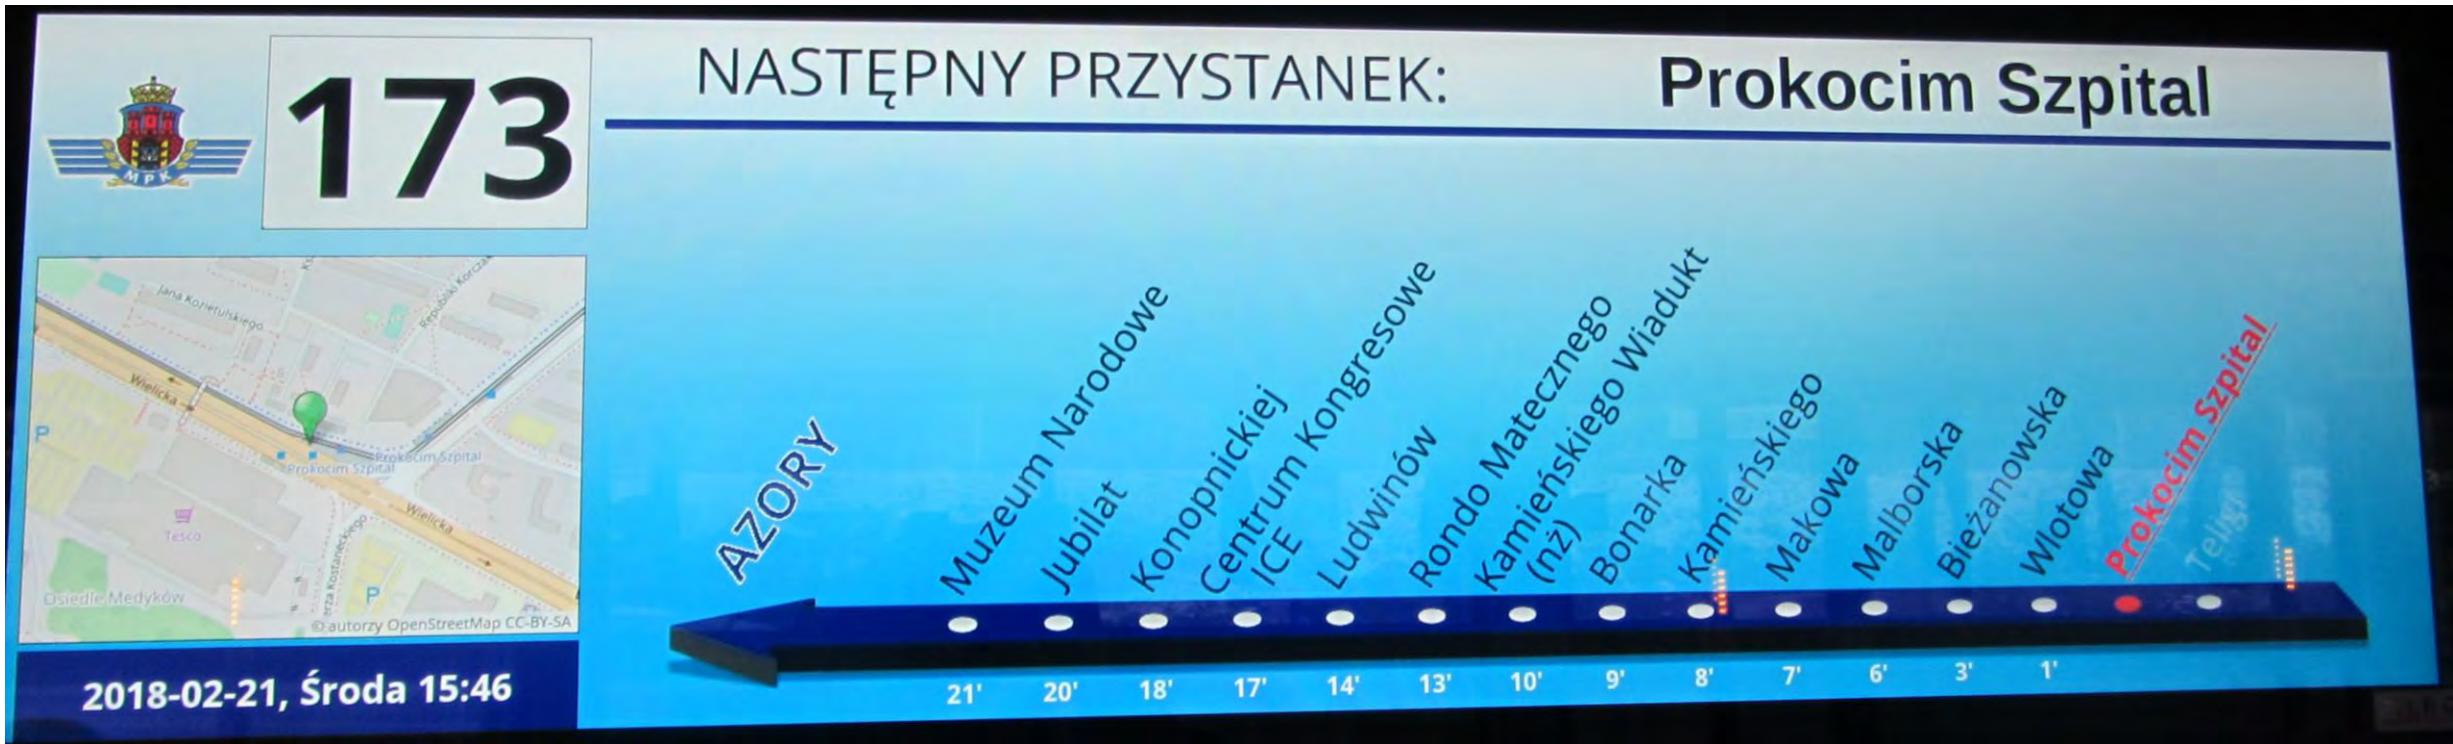 173
NASTĘPNY PRZYSTANEK:
Prokocim Szpital
MPK
Jana Kozietulskiego
Republiki Korczak
Wielicka
Prokocim Szpital
Prokocim Szpital
Wielicka
P
Tesco
P
Osiedle Medyków
© autorzy OpenStreetMap CC-BY-SA
2018-02-21, Środa 15:46
AZORY
Muzeum Narodowe
Jubilat
Konopnickiej
Centrum Kongresowe
ICE
Ludwinów
Rondo Matecznego
Kamieńskiego Wiadukt
(nż)
Bonarka
Kamieńskiego
Makowa
Malborska
Bieżanowska
Wlotowa
Prokocim Szpital
Teligi
21'
20'
18'
17'
14'
13'
10'
9'
8'
7'
6'
3'
1'